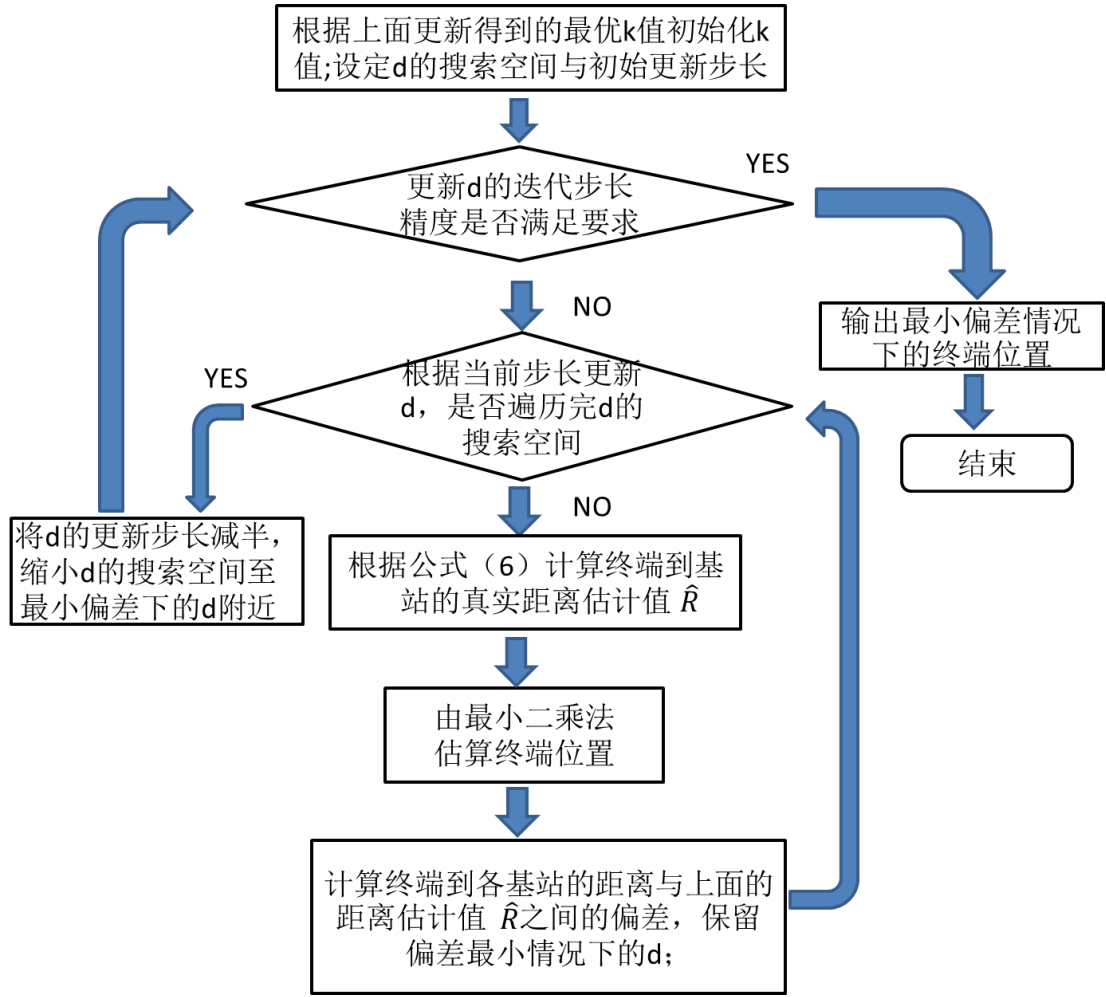 根据上面更新得到的最优k值初始化k
值;设定d的搜索空间与初始更新步长
YES
更新d的迭代步长
精度是否满足要求
NO
输出最小偏差情况
下的终端位置
YES
根据当前步长更新
d，是否遍历完d的
搜索空间
结束
NO
将d的更新步长减半，
缩小d的搜索空间至
最小偏差下的d附近
根据公式（6）计算终端到基
站的真实距离估计值 R̂
由最小二乘法
估算终端位置
计算终端到各基站的距离与上面的
距离估计值 R̂之间的偏差，保留
偏差最小情况下的d；